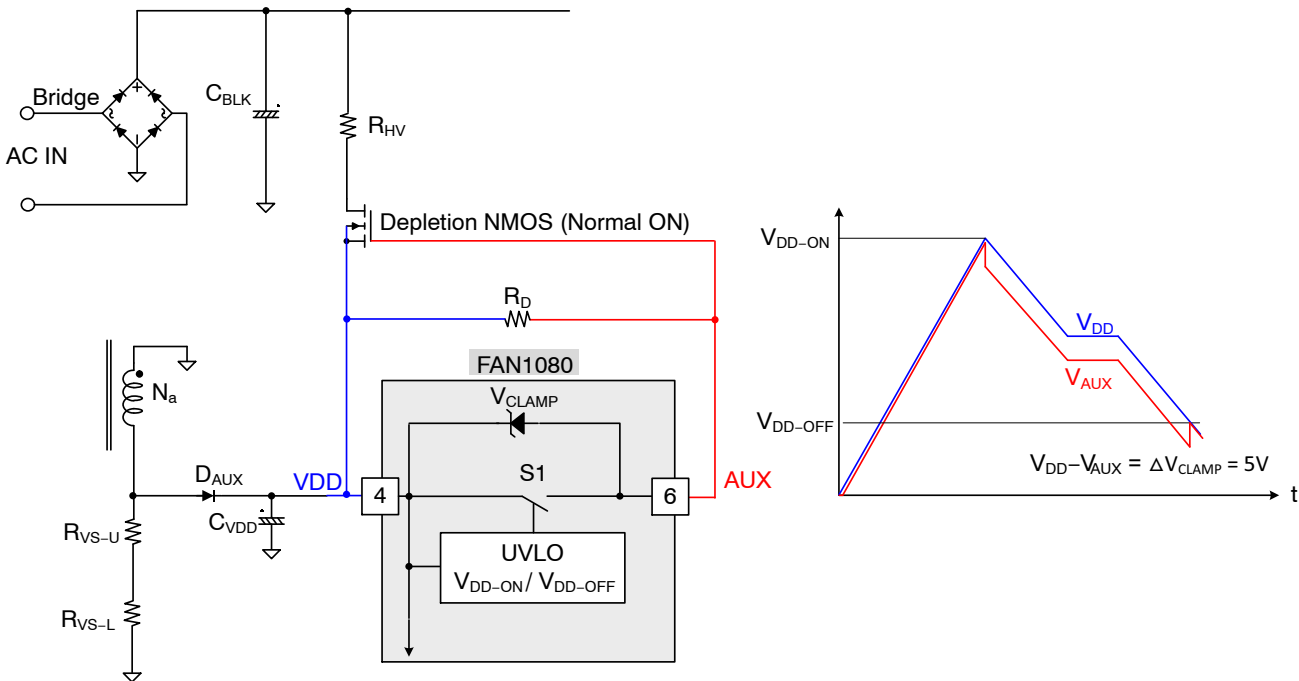 Bridge
AC IN
C_BLK
R_HV
Depletion NMOS (Normal ON)
R_D
FAN1080
V_CLAMP
S1
VDD
4
6
AUX
UVLO
V_DD-ON / V_DD-OFF
N_a
D_AUX
C_VDD
R_VS-U
R_VS-L
V_DD-ON
V_DD
V_AUX
V_DD-OFF
V_DD-V_AUX = △V_CLAMP = 5V
t